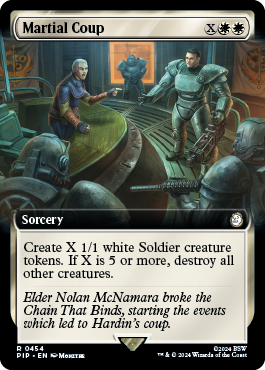 Martial Coup XWW
Sorcery
Create X 1/1 white Soldier creature
tokens. If X is 5 or more, destroy all
other creatures.
Elder Nolan McNamara broke the
Chain That Binds, starting the events
which led to Hardin's coup.
R 0454 ©2024 BSW
PIP • EN Monztre ™ & © 2024 Wizards of the Coast